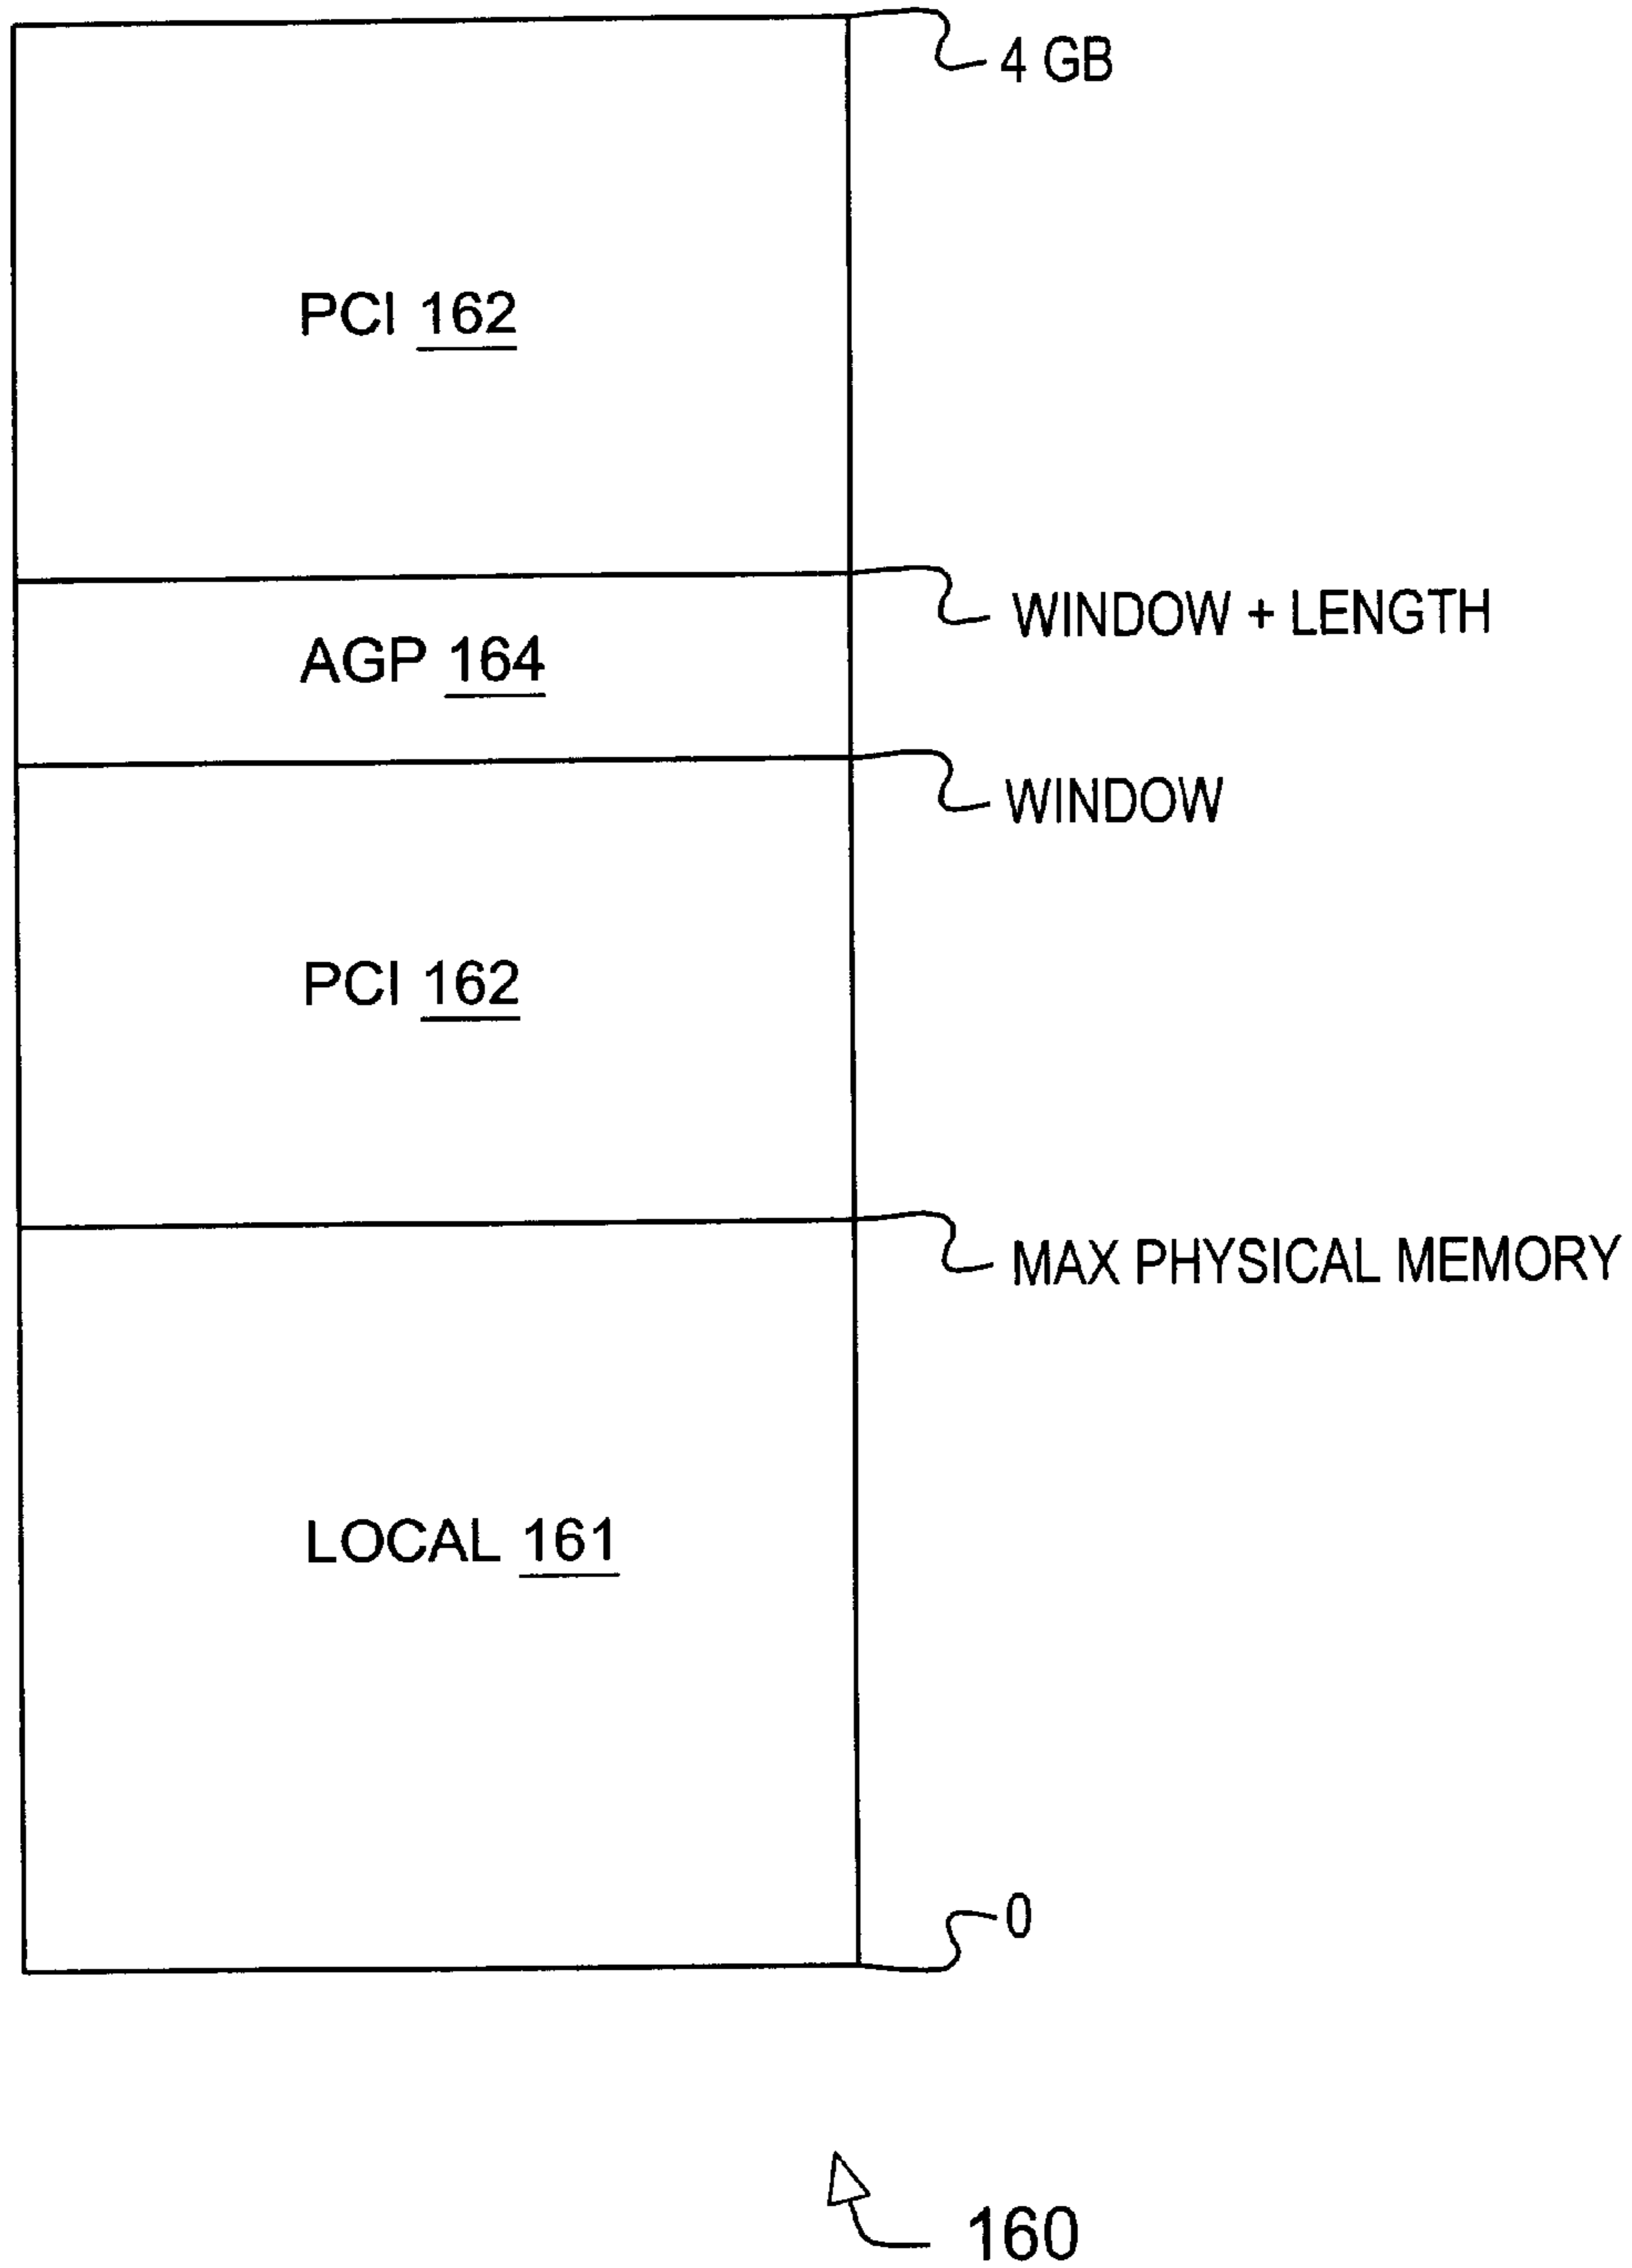 4 GB
PCI 162
WINDOW + LENGTH
AGP 164
WINDOW
PCI 162
MAX PHYSICAL MEMORY
LOCAL 161
0
160